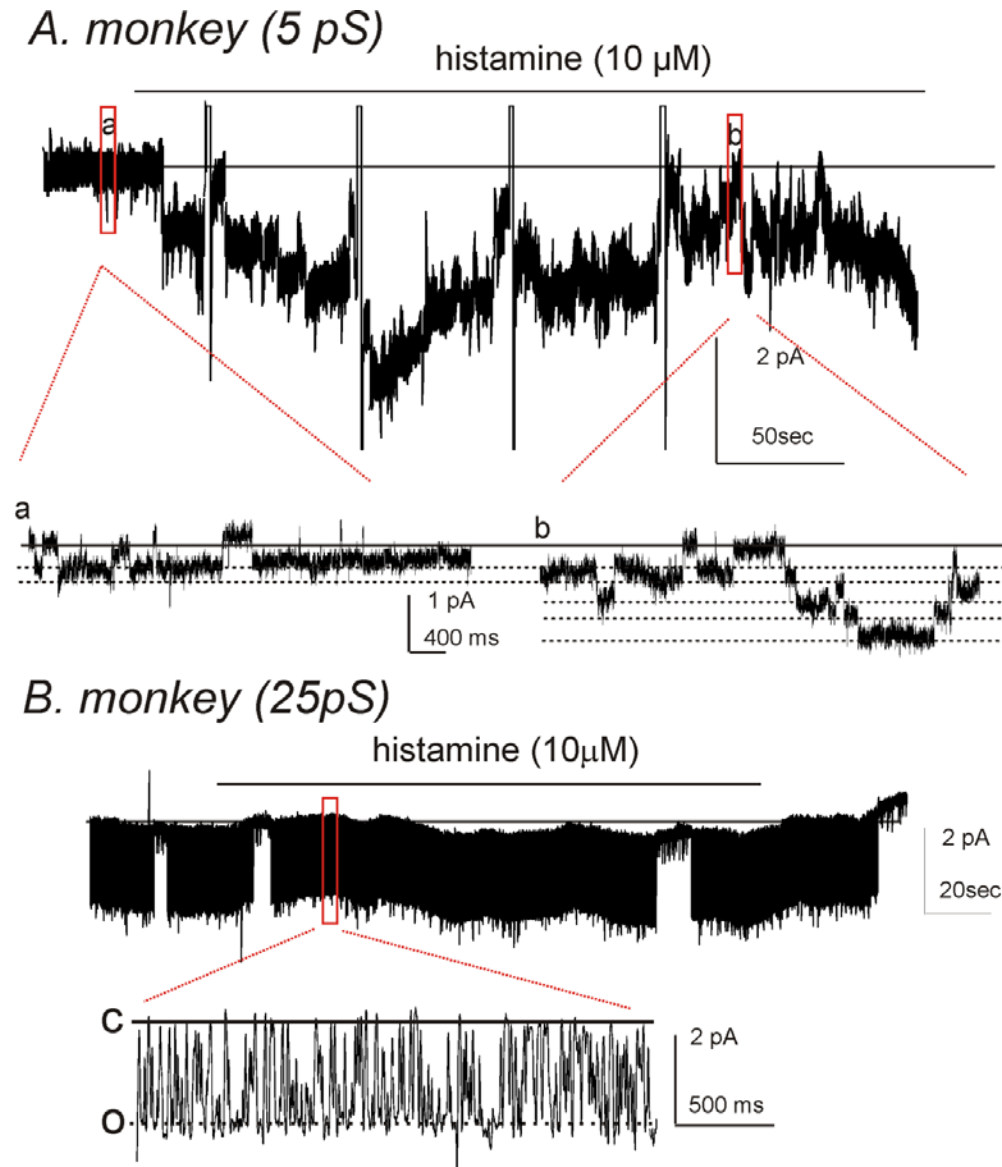 A. monkey (5 pS)
histamine (10 µM)
a
b
2 pA
50sec
a
b
1 pA
400 ms
B. monkey (25pS)
histamine (10µM)
2 pA
20sec
C
2 pA
500 ms
O